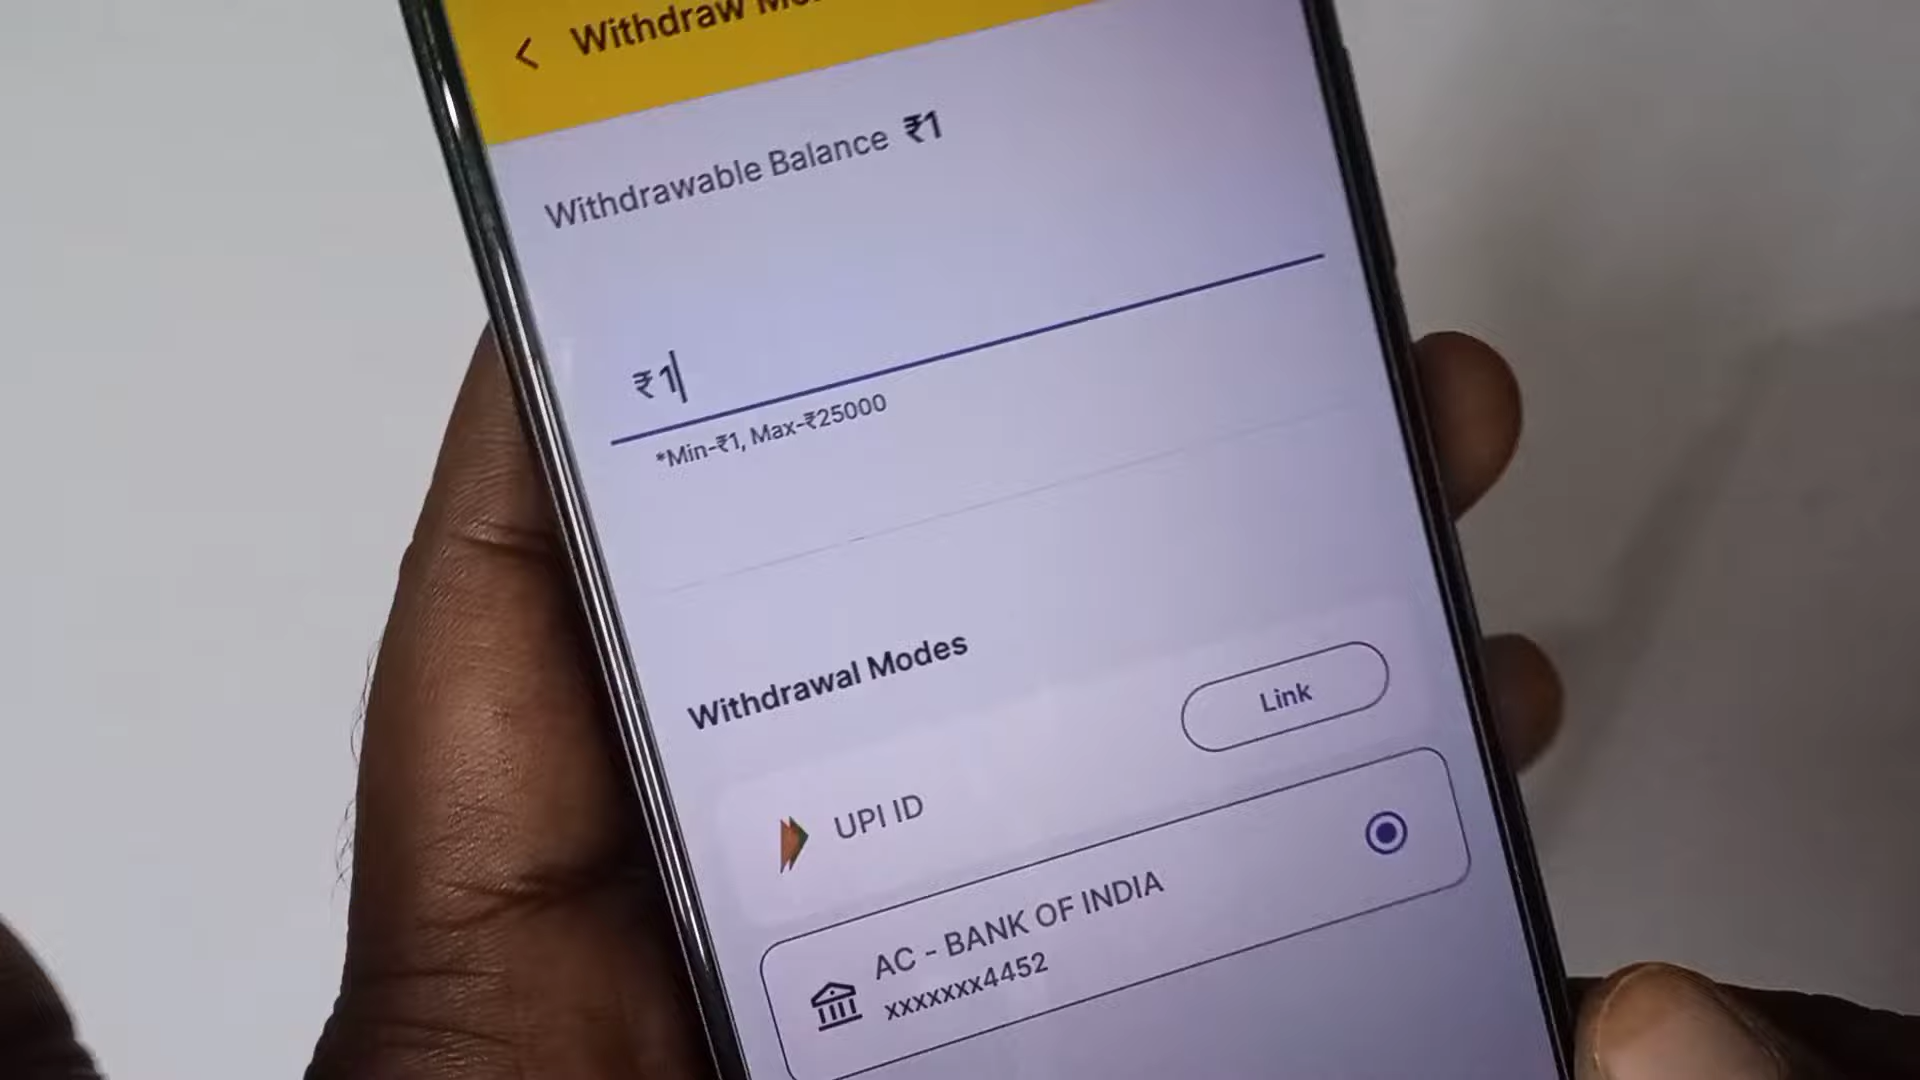 Withdraw
Withdrawable Balance ₹1
₹1
*Min-₹1, Max-₹25000
Withdrawal Modes
Link
UPI ID
AC - BANK OF INDIA
xxxxxxx4452